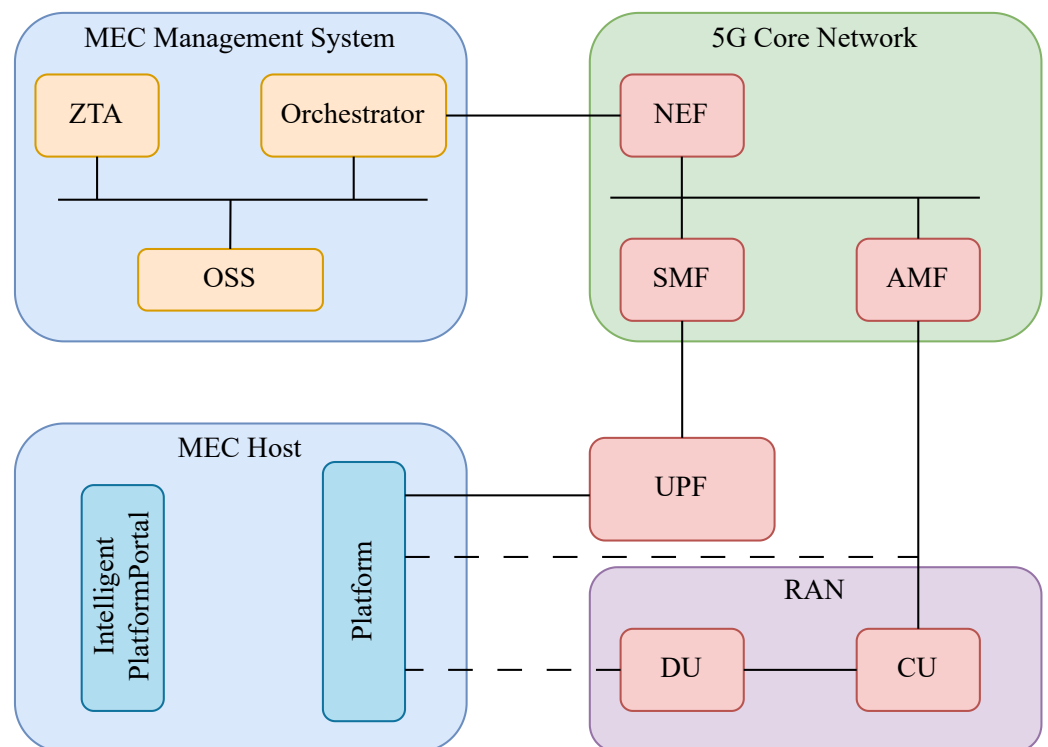 MEC Management System
5G Core Network
ZTA
Orchestrator
NEF
OSS
SMF
AMF
MEC Host
UPF
Intelligent
PlatformPortal
Platform
RAN
DU
CU